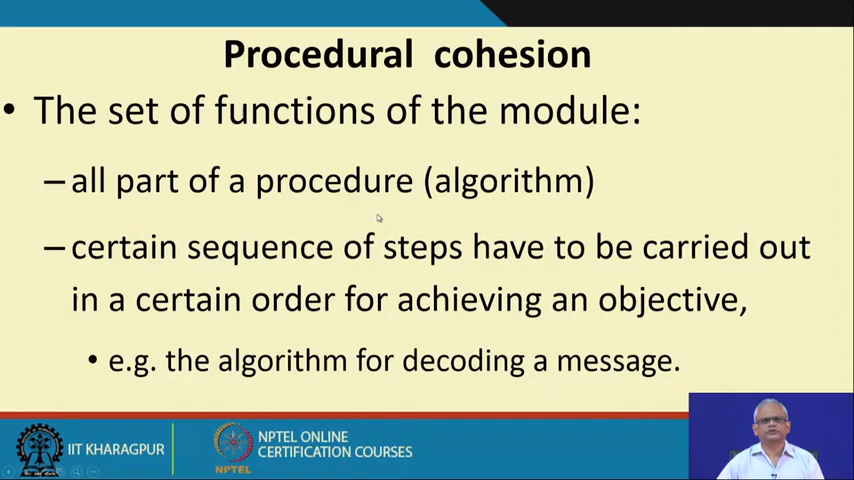 Procedural cohesion
• The set of functions of the module:
– all part of a procedure (algorithm)
– certain sequence of steps have to be carried out
in a certain order for achieving an objective,
• e.g. the algorithm for decoding a message.
IIT KHARAGPUR
NPTEL
NPTEL ONLINE
CERTIFICATION COURSES